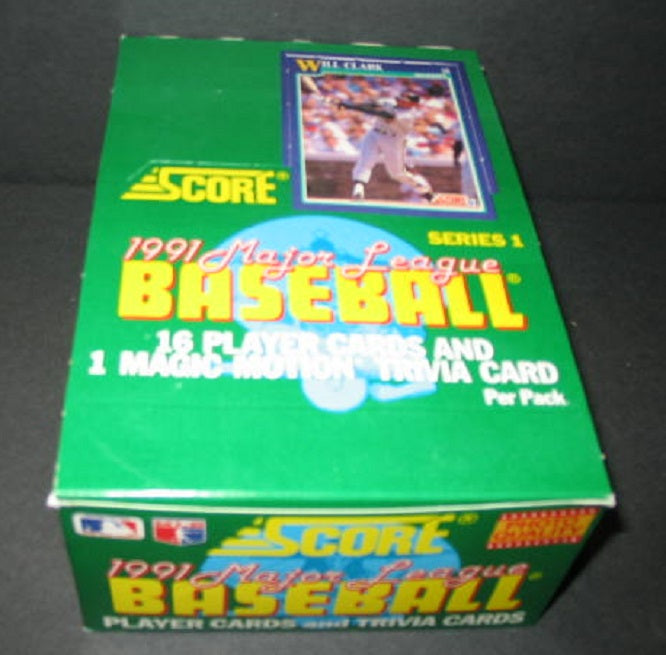 WILL CLARK
SCORE®
SCORE
SERIES 1
1991 Major League
BASEBALL®
16 PLAYER CARDS AND
1 MAGIC MOTION TRIVIA CARD
Per Pack
SCORE®
1991 Major League
BASEBALL®
PLAYER CARDS and TRIVIA CARDS